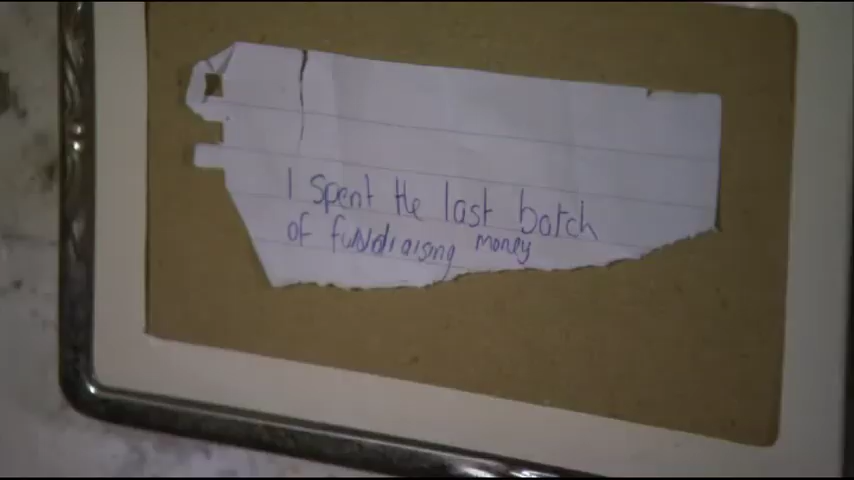 I spent the last batch
of fundraising money